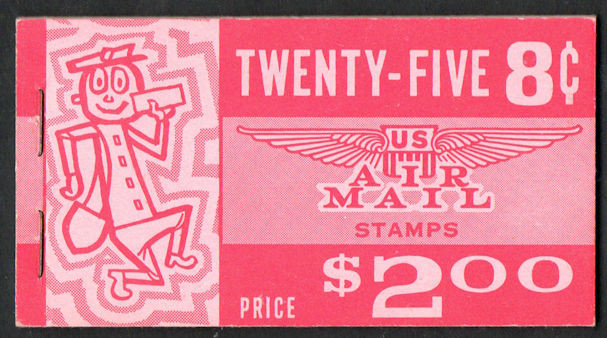 TWENTY-FIVE 8¢
US
AIR
MAIL
STAMPS
PRICE $2.00